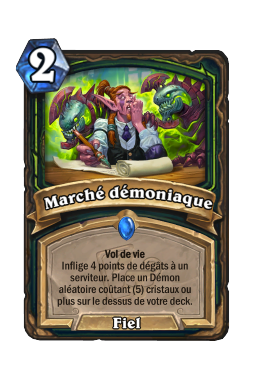 2
Marché démoniaque
Vol de vie
Inflige 4 points de dégâts à un
serviteur. Place un Démon
aléatoire coûtant (5) cristaux ou
plus sur le dessus de votre deck.
Fiel